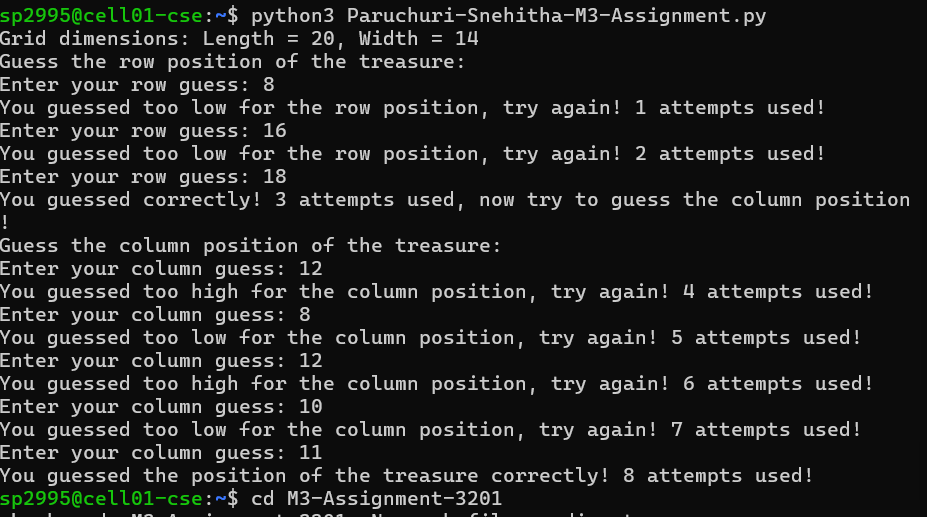 sp2995@cell01-cse:~$ python3 Paruchuri-Snehitha-M3-Assignment.py
Grid dimensions: Length = 20, Width = 14
Guess the row position of the treasure:
Enter your row guess: 8
You guessed too low for the row position, try again! 1 attempts used!
Enter your row guess: 16
You guessed too low for the row position, try again! 2 attempts used!
Enter your row guess: 18
You guessed correctly! 3 attempts used, now try to guess the column position
!
Guess the column position of the treasure:
Enter your column guess: 12
You guessed too high for the column position, try again! 4 attempts used!
Enter your column guess: 8
You guessed too low for the column position, try again! 5 attempts used!
Enter your column guess: 12
You guessed too high for the column position, try again! 6 attempts used!
Enter your column guess: 10
You guessed too low for the column position, try again! 7 attempts used!
Enter your column guess: 11
You guessed the position of the treasure correctly! 8 attempts used!
sp2995@cell01-cse:~$ cd M3-Assignment-3201